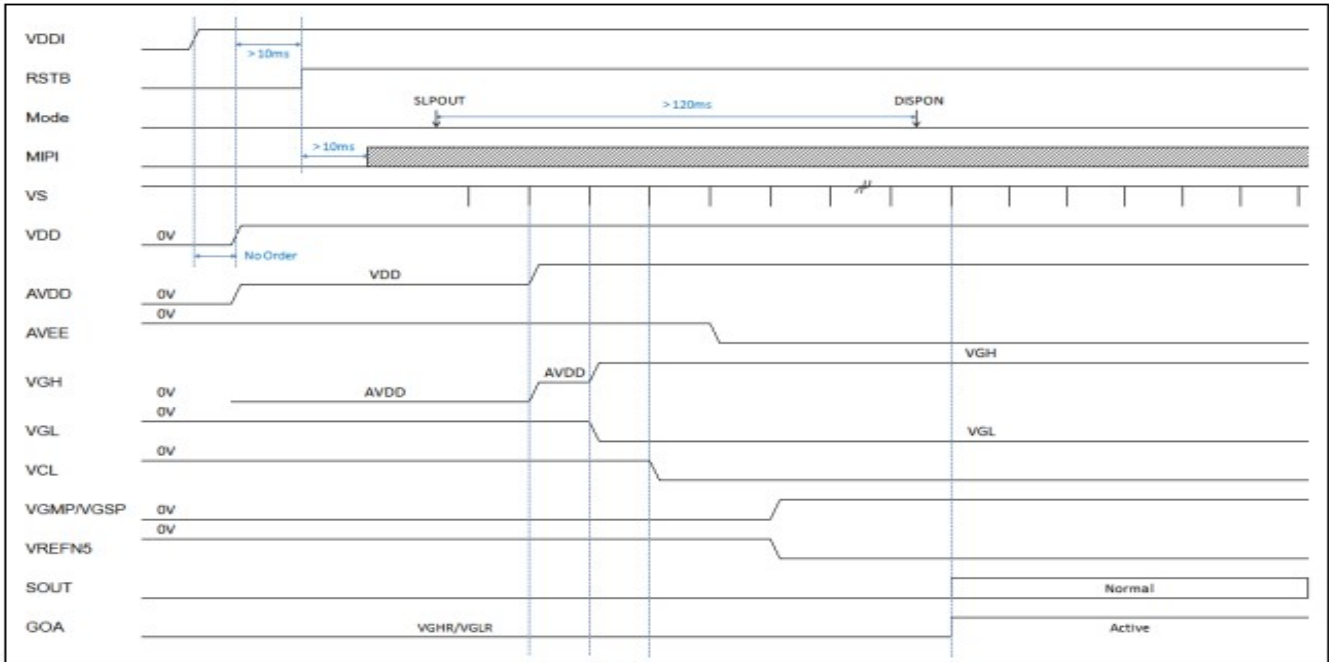 VDDI
> 10ms
RSTB
SLPOUT > 120ms DISPON
Mode
> 10ms
MIPI
VS
VDD 0V
No Order
VDD
AVDD 0V
0V
AVEE
VGH
AVDD
VGH 0V AVDD
0V
VGL VGL
0V
VCL
VGMP/VGSP 0V
0V
VREFN5
SOUT Normal
GOA VGHR/VGLR Active